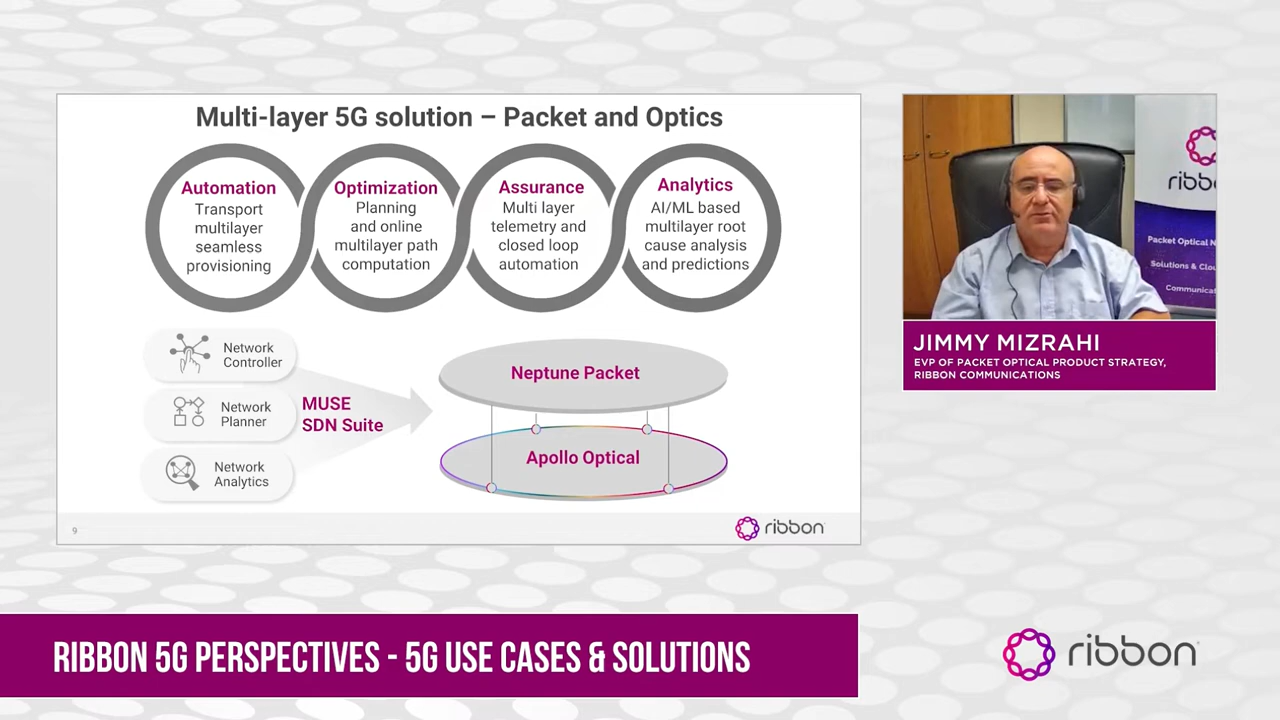 Multi-layer 5G solution – Packet and Optics
Automation
Transport
multilayer
seamless
provisioning
Optimization
Planning
and online
multilayer path
computation
Assurance
Multi layer
telemetry and
closed loop
automation
Analytics
AI/ML based
multilayer root
cause analysis
and predictions
Network
Controller
Network
Planner
Network
Analytics
MUSE
SDN Suite
Neptune Packet
Apollo Optical
9
ribbon
Packet Optical
Solutions &
JIMMY MIZRAHI
EVP OF PACKET OPTICAL PRODUCT STRATEGY,
RIBBON COMMUNICATIONS
RIBBON 5G PERSPECTIVES - 5G USE CASES & SOLUTIONS
ribbon